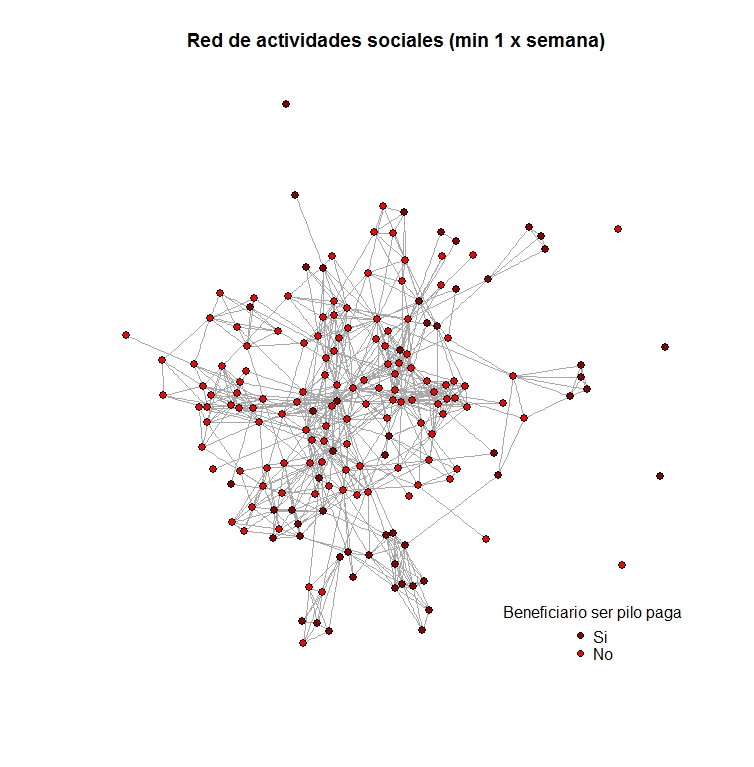 Red de actividades sociales (min 1 x semana)
Beneficiario ser pilo paga
Si
No